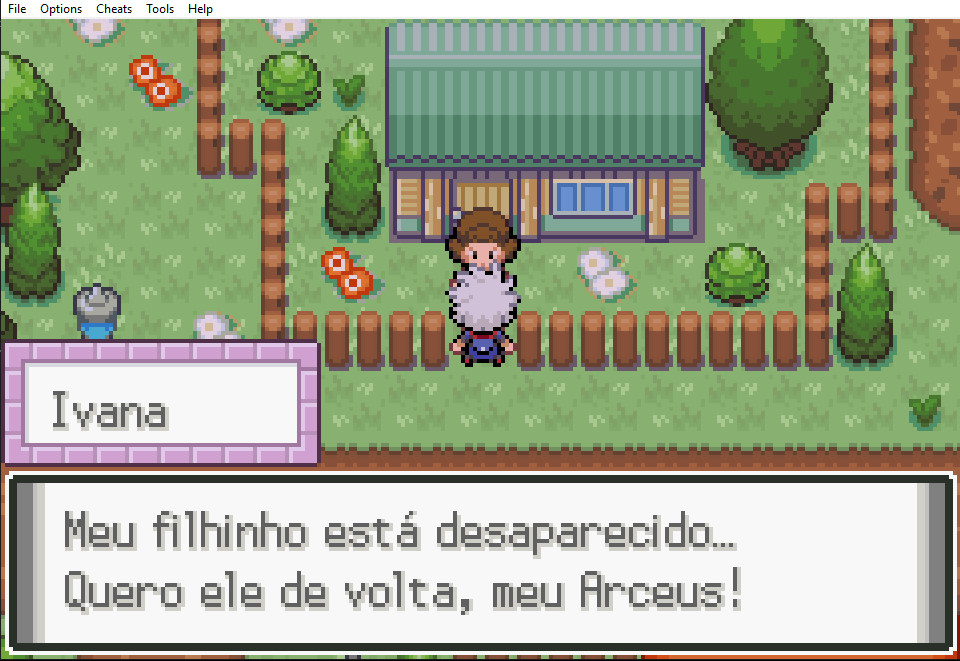 File Options Cheats Tools Help
Ivana
Meu filhinho está desaparecido...
Quero ele de volta, meu Arceus!